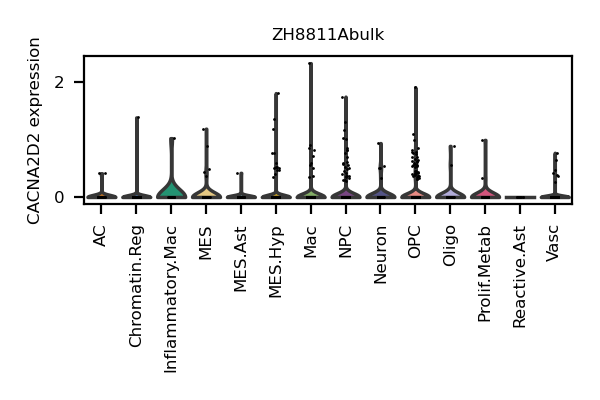 ZH8811Abulk
CACNA2D2 expression
2
0
AC
Chromatin.Reg
Inflammatory.Mac
MES
MES.Ast
MES.Hyp
Mac
NPC
Neuron
OPC
Oligo
Prolif.Metab
Reactive.Ast
Vasc